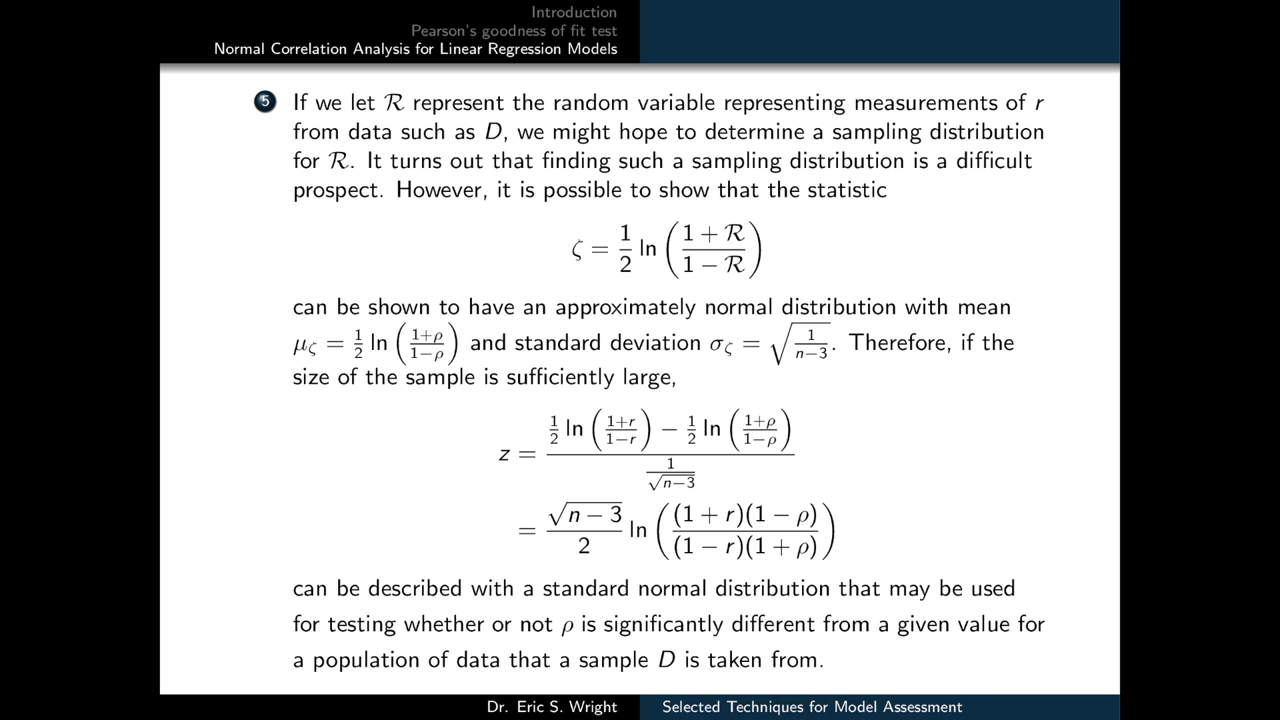 Introduction
Pearson's goodness of fit test
Normal Correlation Analysis for Linear Regression Models
5 If we let ℛ represent the random variable representing measurements of r
from data such as D, we might hope to determine a sampling distribution
for ℛ. It turns out that finding such a sampling distribution is a difficult
prospect. However, it is possible to show that the statistic
ζ = 1/2 ln((1 + ℛ)/(1 − ℛ))
can be shown to have an approximately normal distribution with mean
μ_ζ = 1/2 ln((1+ρ)/(1−ρ)) and standard deviation σ_ζ = √(1/(n−3)). Therefore, if the
size of the sample is sufficiently large,
z = (1/2 ln((1+r)/(1−r)) − 1/2 ln((1+ρ)/(1−ρ)))/(1/√(n−3))
= √(n − 3)/2 ln(((1 + r)(1 − ρ))/((1 − r)(1 + ρ)))
can be described with a standard normal distribution that may be used
for testing whether or not ρ is significantly different from a given value for
a population of data that a sample D is taken from.
Dr. Eric S. Wright Selected Techniques for Model Assessment